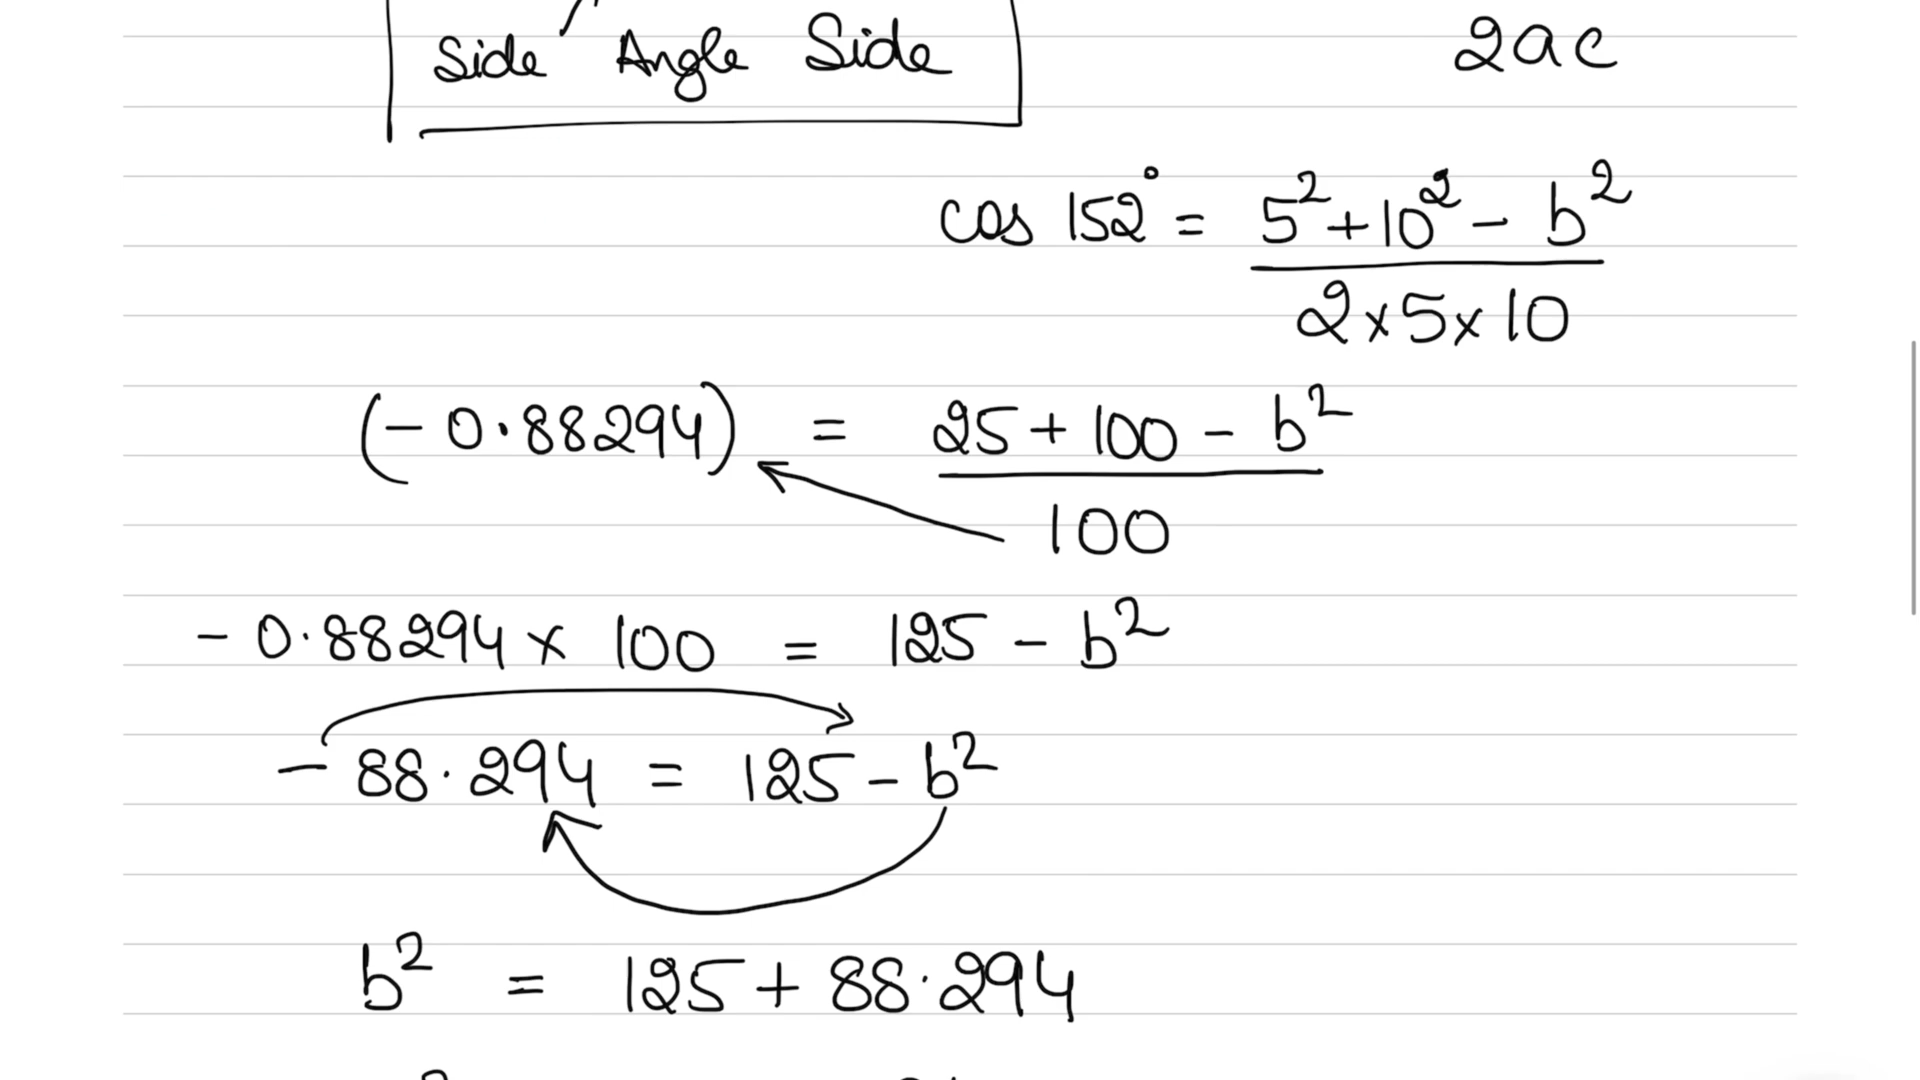 Side Angle Side
2ac
cos 152° = 5² + 10² - b²
2 x 5 x 10
(- 0.88294) = 25 + 100 - b²
100
- 0.88294 x 100 = 125 - b²
- 88.294 = 125 - b²
b² = 125 + 88.294